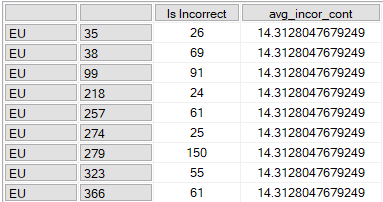 Is Incorrect avg_incor_cont
EU 35 26 14.3128047679249
EU 38 69 14.3128047679249
EU 99 91 14.3128047679249
EU 218 24 14.3128047679249
EU 257 61 14.3128047679249
EU 274 25 14.3128047679249
EU 279 150 14.3128047679249
EU 323 55 14.3128047679249
EU 366 61 14.3128047679249